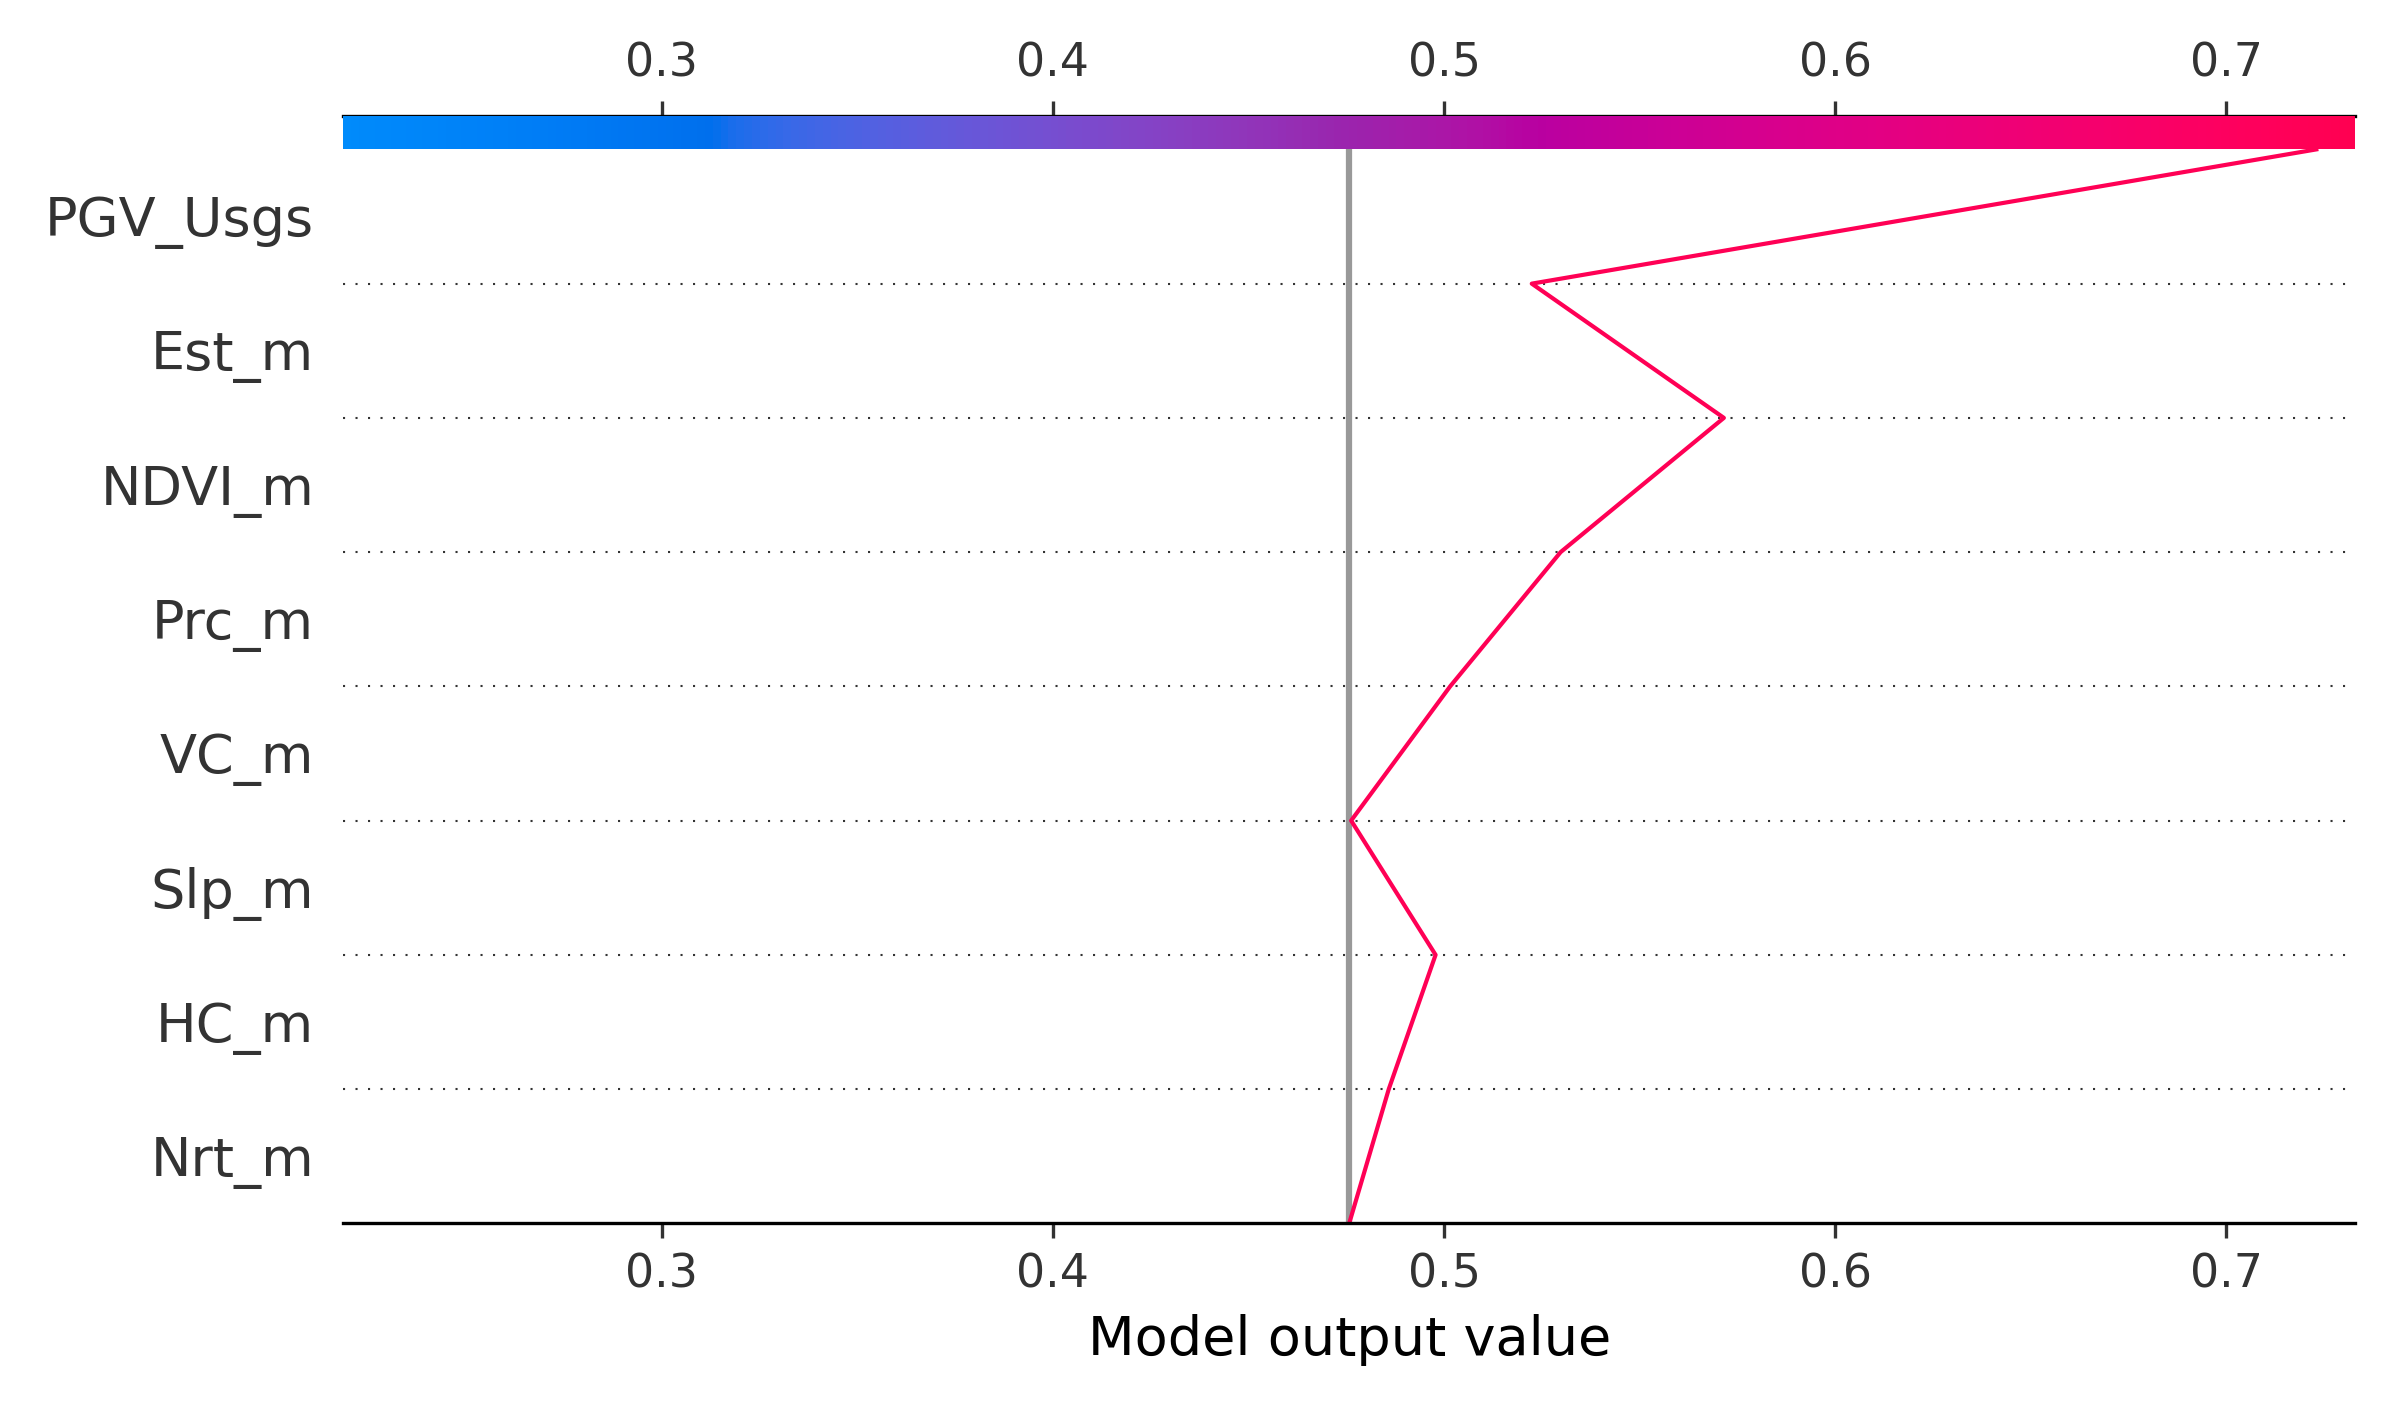 0.3 0.4 0.5 0.6 0.7
PGV_Usgs
Est_m
NDVI_m
Prc_m
VC_m
Slp_m
HC_m
Nrt_m
0.3 0.4 0.5 0.6 0.7
Model output value